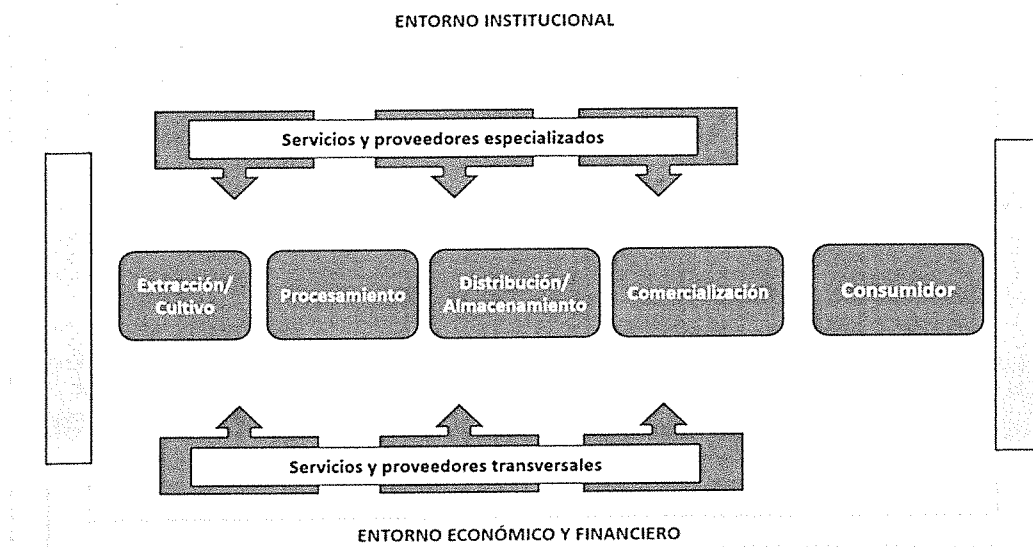 ENTORNO INSTITUCIONAL
Servicios y proveedores especializados
Extracción/
Cultivo
Procesamiento
Distribución/
Almacenamiento
Comercialización
Consumidor
Servicios y proveedores transversales
ENTORNO ECONÓMICO Y FINANCIERO